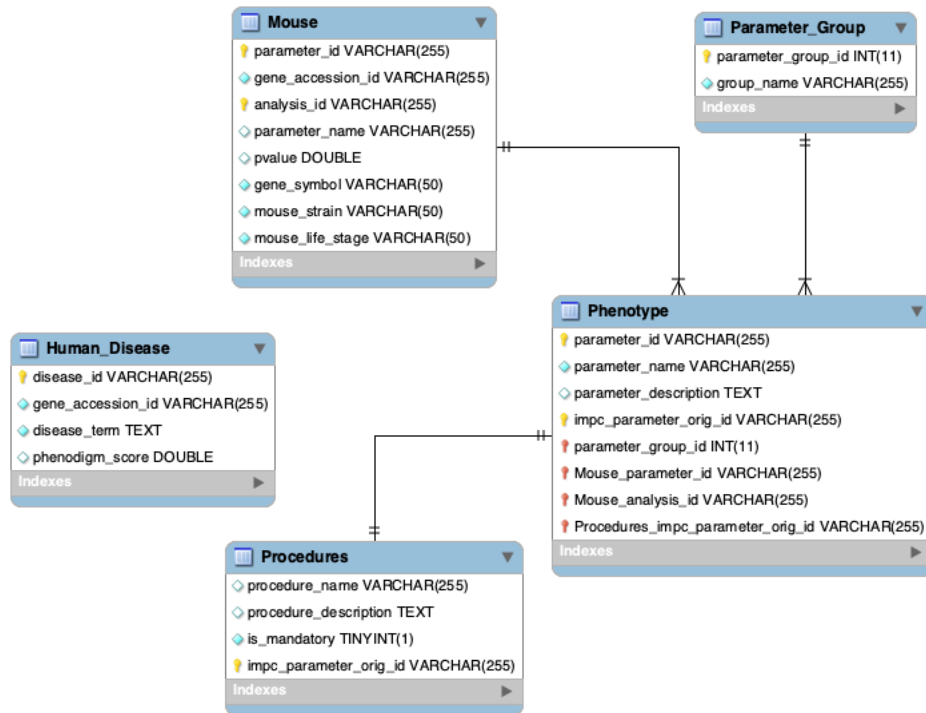 Mouse
parameter_id VARCHAR(255)
gene_accession_id VARCHAR(255)
analysis_id VARCHAR(255)
parameter_name VARCHAR(255)
pvalue DOUBLE
gene_symbol VARCHAR(50)
mouse_strain VARCHAR(50)
mouse_life_stage VARCHAR(50)
Indexes
Parameter_Group
parameter_group_id INT(11)
group_name VARCHAR(255)
Indexes
Human_Disease
disease_id VARCHAR(255)
gene_accession_id VARCHAR(255)
disease_term TEXT
phenodigm_score DOUBLE
Indexes
Phenotype
parameter_id VARCHAR(255)
parameter_name VARCHAR(255)
parameter_description TEXT
impc_parameter_orig_id VARCHAR(255)
parameter_group_id INT(11)
Mouse_parameter_id VARCHAR(255)
Mouse_analysis_id VARCHAR(255)
Procedures_impc_parameter_orig_id VARCHAR(255)
Indexes
Procedures
procedure_name VARCHAR(255)
procedure_description TEXT
is_mandatory TINYINT(1)
impc_parameter_orig_id VARCHAR(255)
Indexes